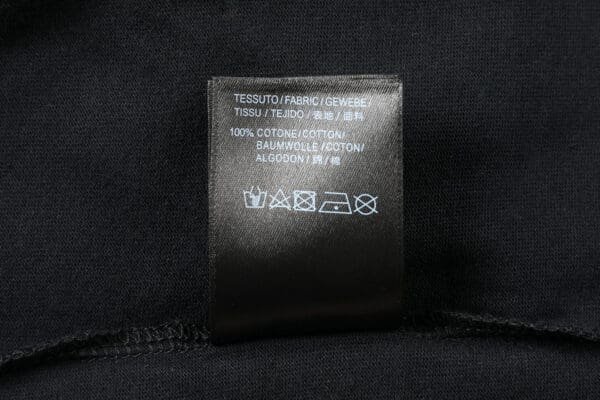 TESSUTO / FABRIC / GEWEBE /
TISSU / TEJIDO / 表地 / 面料
100% COTONE / COTTON /
BAUMWOLLE / COTON /
ALGODON / 綿 / 棉